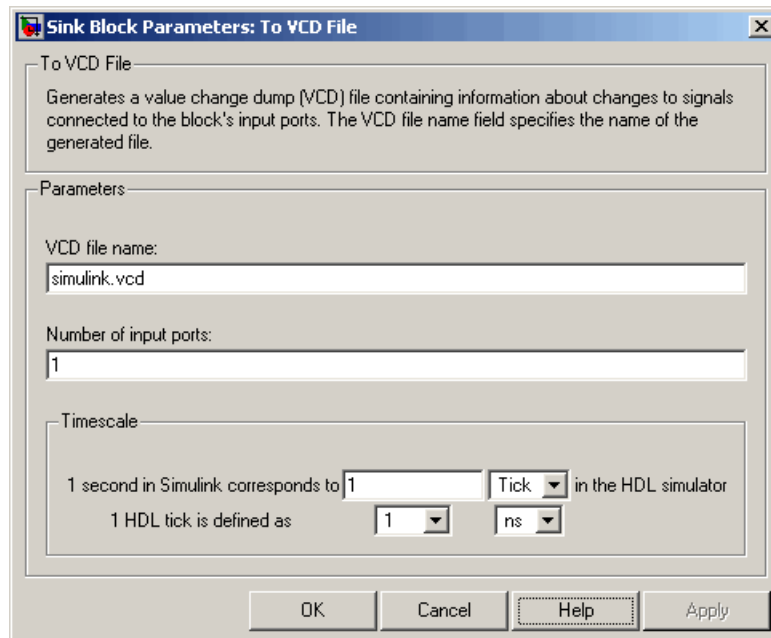 Sink Block Parameters: To VCD File
To VCD File
Generates a value change dump (VCD) file containing information about changes to signals
connected to the block's input ports. The VCD file name field specifies the name of the
generated file.
Parameters
VCD file name:
simulink.vcd
Number of input ports:
1
Timescale
1 second in Simulink corresponds to 1 Tick in the HDL simulator
1 HDL tick is defined as 1 ns
OK Cancel Help Apply